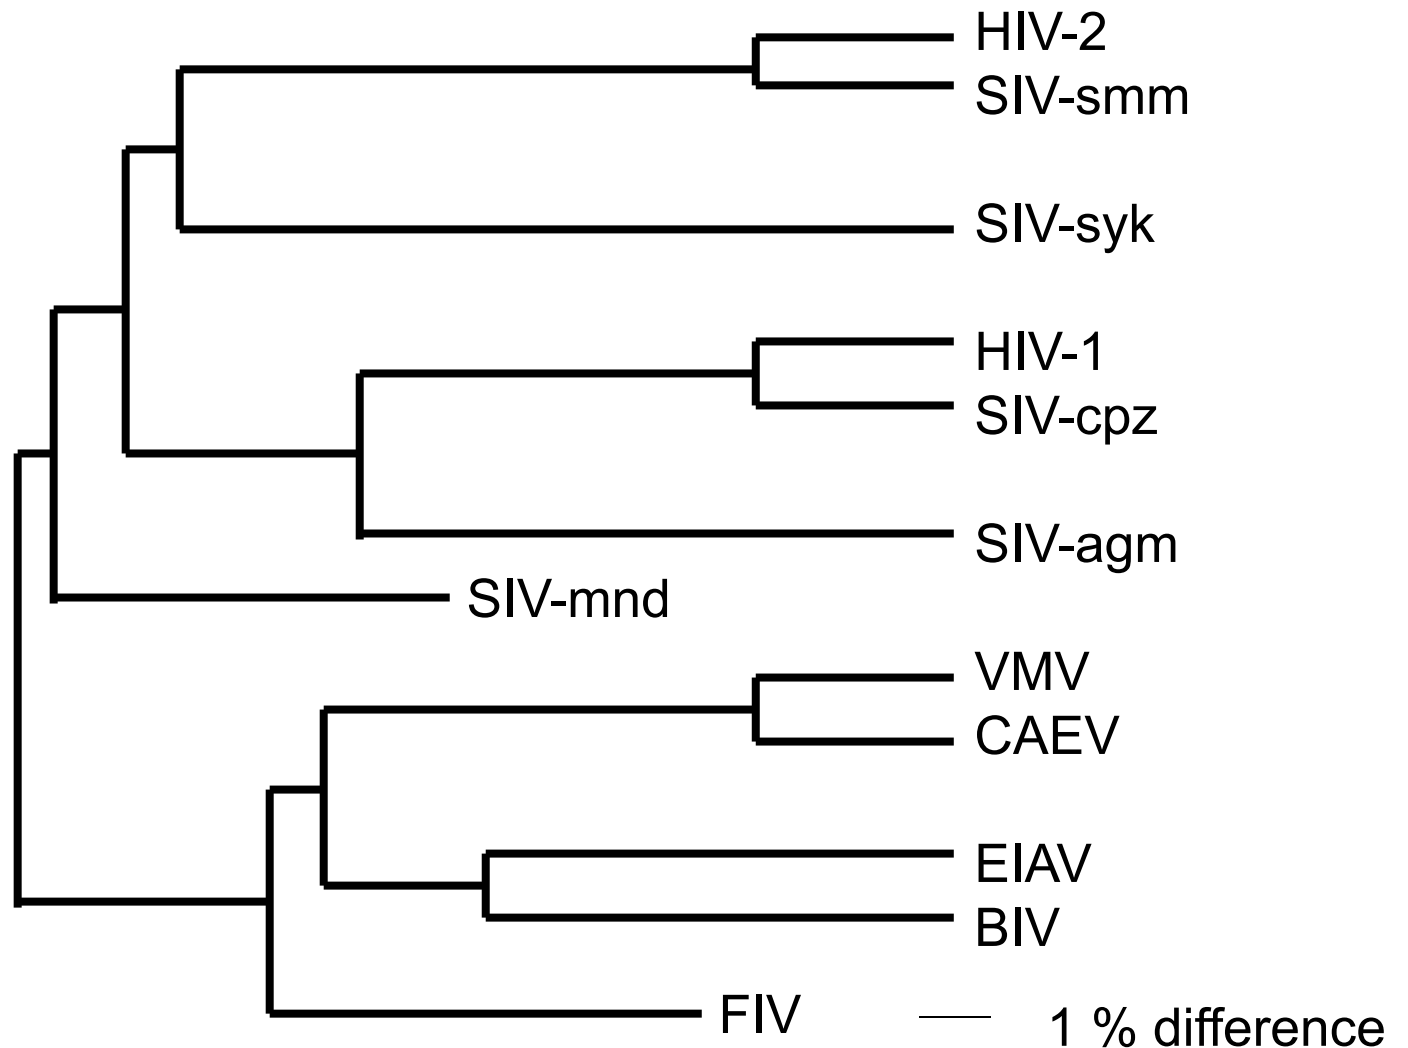 HIV-2
SIV-smm
SIV-syk
HIV-1
SIV-cpz
SIV-agm
SIV-mnd
VMV
CAEV
EIAV
BIV
FIV
1 % difference